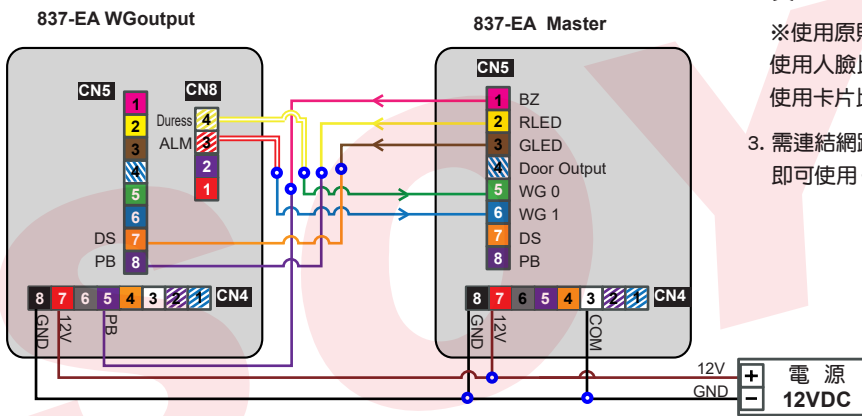 837-EA WGoutput
837-EA Master
CN5
CN8
1
2
3
4
5
6
DS 7
PB 8
Duress 4
ALM 3
2
1
8 7 6 5 4 3 2 1 CN4
GND 12V PB
CN5
1 BZ
2 RLED
3 GLED
4 Door Output
5 WG 0
6 WG 1
7 DS
8 PB
8 7 6 5 4 3 2 1 CN4
GND 12V COM
12V + 電 源
GND − 12VDC
※使用原則
使用人臉
使用卡片
3. 需連結網路
即可使用
SOY